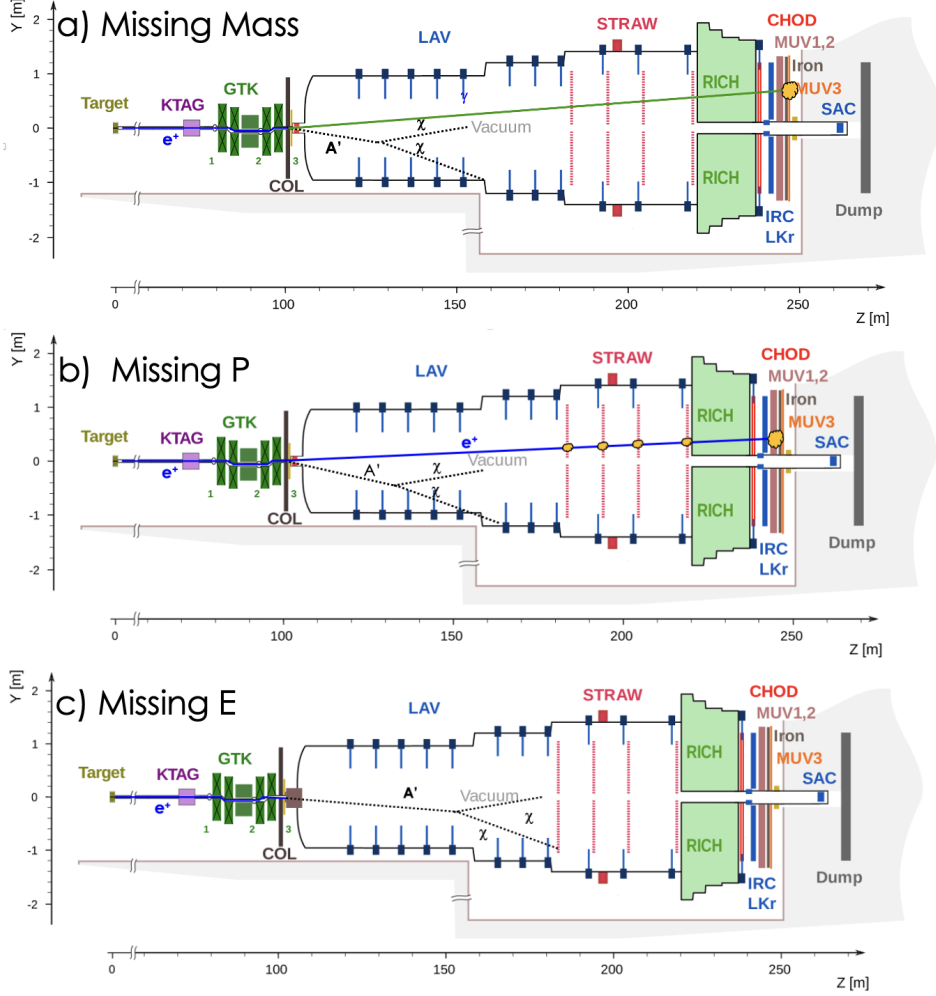 a) Missing Mass
Y [m]
2
1
0
-1
-2
Target
KTAG
GTK
e+
1
2
3
COL
LAV
γ
A'
χ
χ
Vacuum
STRAW
RICH
RICH
CHOD
MUV1,2
Iron
MUV3
SAC
IRC
LKr
Dump
0
100
150
200
250
Z [m]
b) Missing P
Y [m]
2
1
0
-1
-2
Target
KTAG
GTK
e+
1
2
3
COL
LAV
e+
A'
χ
χ
Vacuum
STRAW
RICH
RICH
CHOD
MUV1,2
Iron
MUV3
SAC
IRC
LKr
Dump
0
100
150
200
250
Z [m]
c) Missing E
Y [m]
2
1
0
-1
-2
Target
KTAG
GTK
e+
1
2
3
COL
LAV
A'
Vacuum
χ
χ
STRAW
RICH
RICH
CHOD
MUV1,2
Iron
MUV3
SAC
IRC
LKr
Dump
0
100
150
200
250
Z [m]